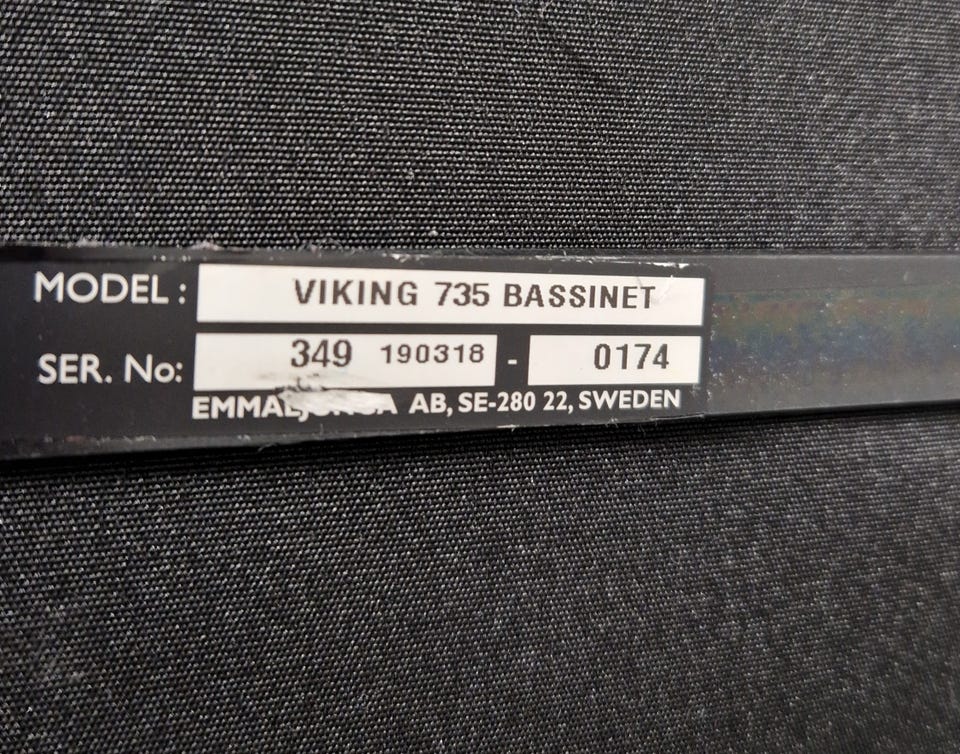 MODEL: VIKING 735 BASSINET
SER. No: 349 190318 - 0174
AB, SE-280 22, SWEDEN